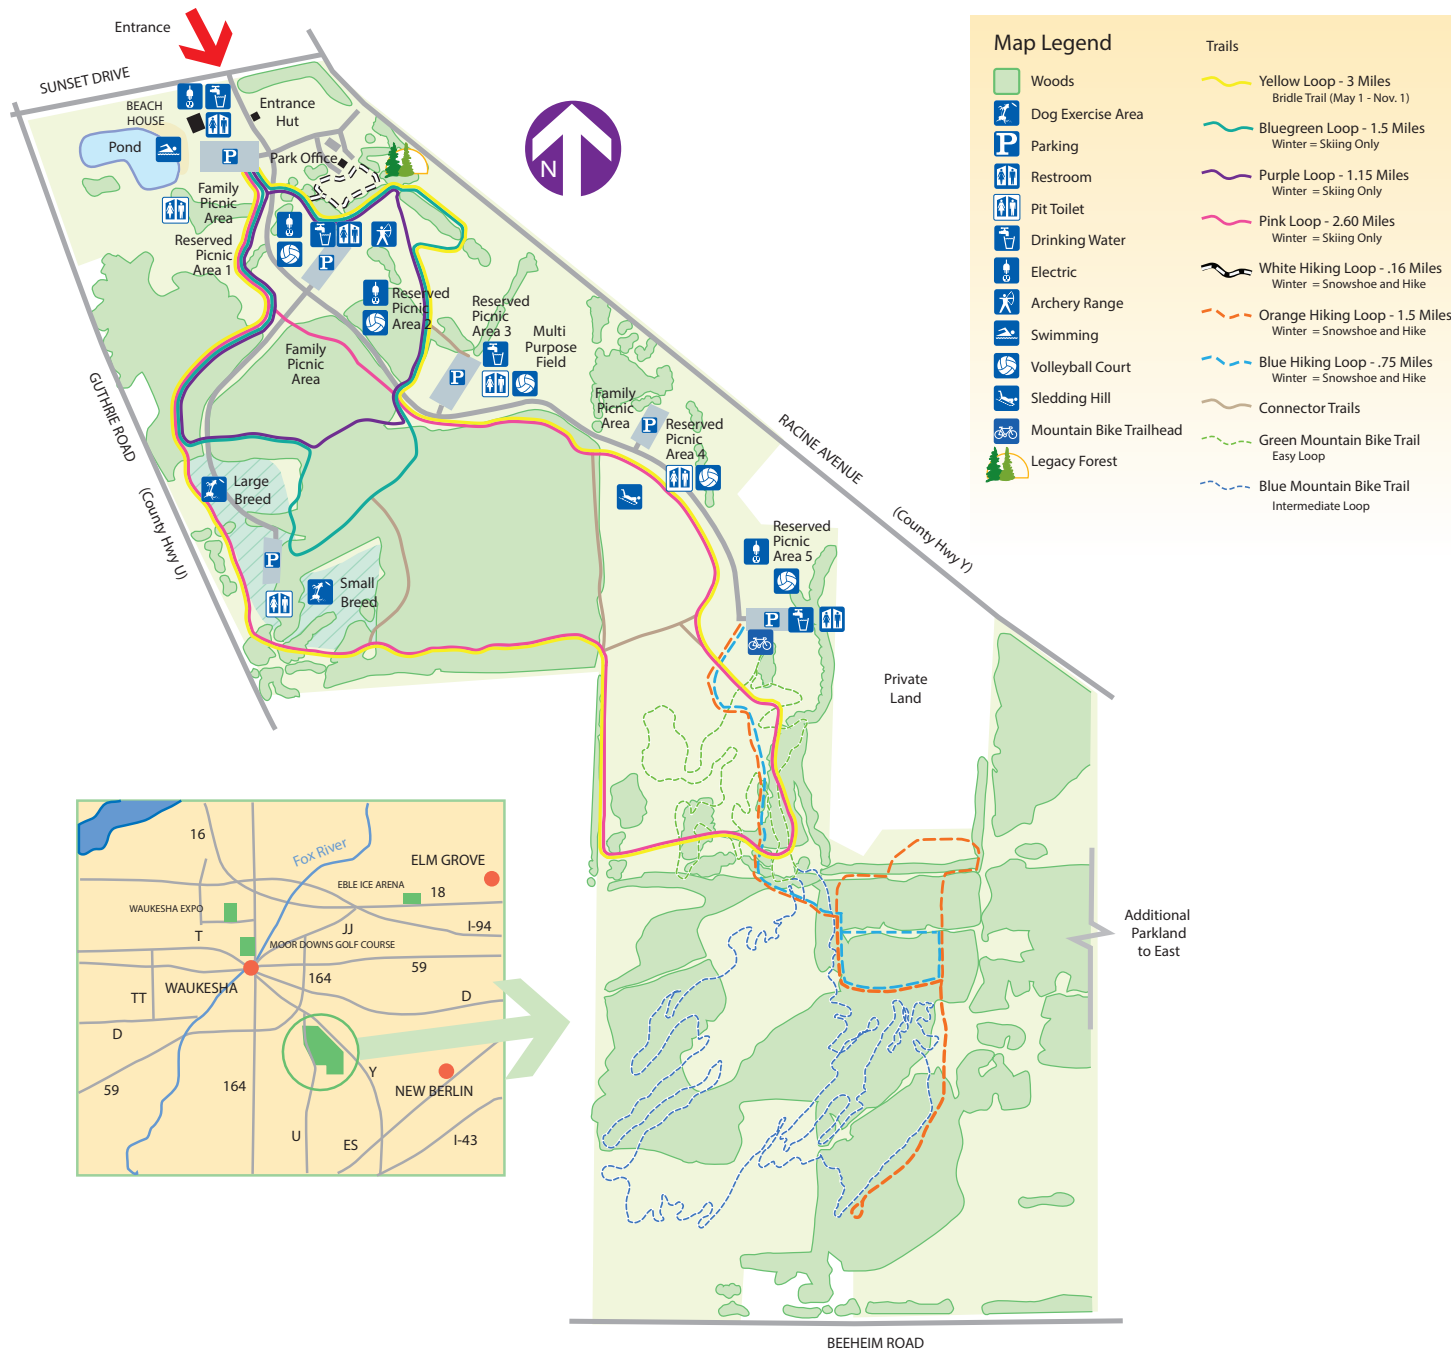 Entrance
SUNSET DRIVE
BEACH
HOUSE
Entrance
Hut
Pond
P
Park Office
Family
Picnic
Area
Reserved
Picnic
Area 1
P
Reserved
Picnic
Area 2
Reserved
Picnic
Area 3
Multi
Purpose
Field
Family
Picnic
Area
P
Family
Picnic
Area
P
Reserved
Picnic
Area 4
GUTHRIE ROAD
(County Hwy U)
RACINE AVENUE
(County Hwy Y)
Large
Breed
P
Small
Breed
Reserved
Picnic
Area 5
P
Private
Land
Additional
Parkland
to East
BEEHEIM ROAD
N
Map Legend
Woods
Dog Exercise Area
P
Parking
Restroom
Pit Toilet
Drinking Water
Electric
Archery Range
Swimming
Volleyball Court
Sledding Hill
Mountain Bike Trailhead
Legacy Forest
Trails
Yellow Loop - 3 Miles
Bridle Trail (May 1 - Nov. 1)
Bluegreen Loop - 1.5 Miles
Winter = Skiing Only
Purple Loop - 1.15 Miles
Winter = Skiing Only
Pink Loop - 2.60 Miles
Winter = Skiing Only
White Hiking Loop - .16 Miles
Winter = Snowshoe and Hike
Orange Hiking Loop - 1.5 Miles
Winter = Snowshoe and Hike
Blue Hiking Loop - .75 Miles
Winter = Snowshoe and Hike
Connector Trails
Green Mountain Bike Trail
Easy Loop
Blue Mountain Bike Trail
Intermediate Loop
16
Fox River
ELM GROVE
EBLE ICE ARENA
18
WAUKESHA EXPO
T
JJ
I-94
MOOR DOWNS GOLF COURSE
59
164
WAUKESHA
TT
D
D
Y
59
164
NEW BERLIN
U
ES
I-43